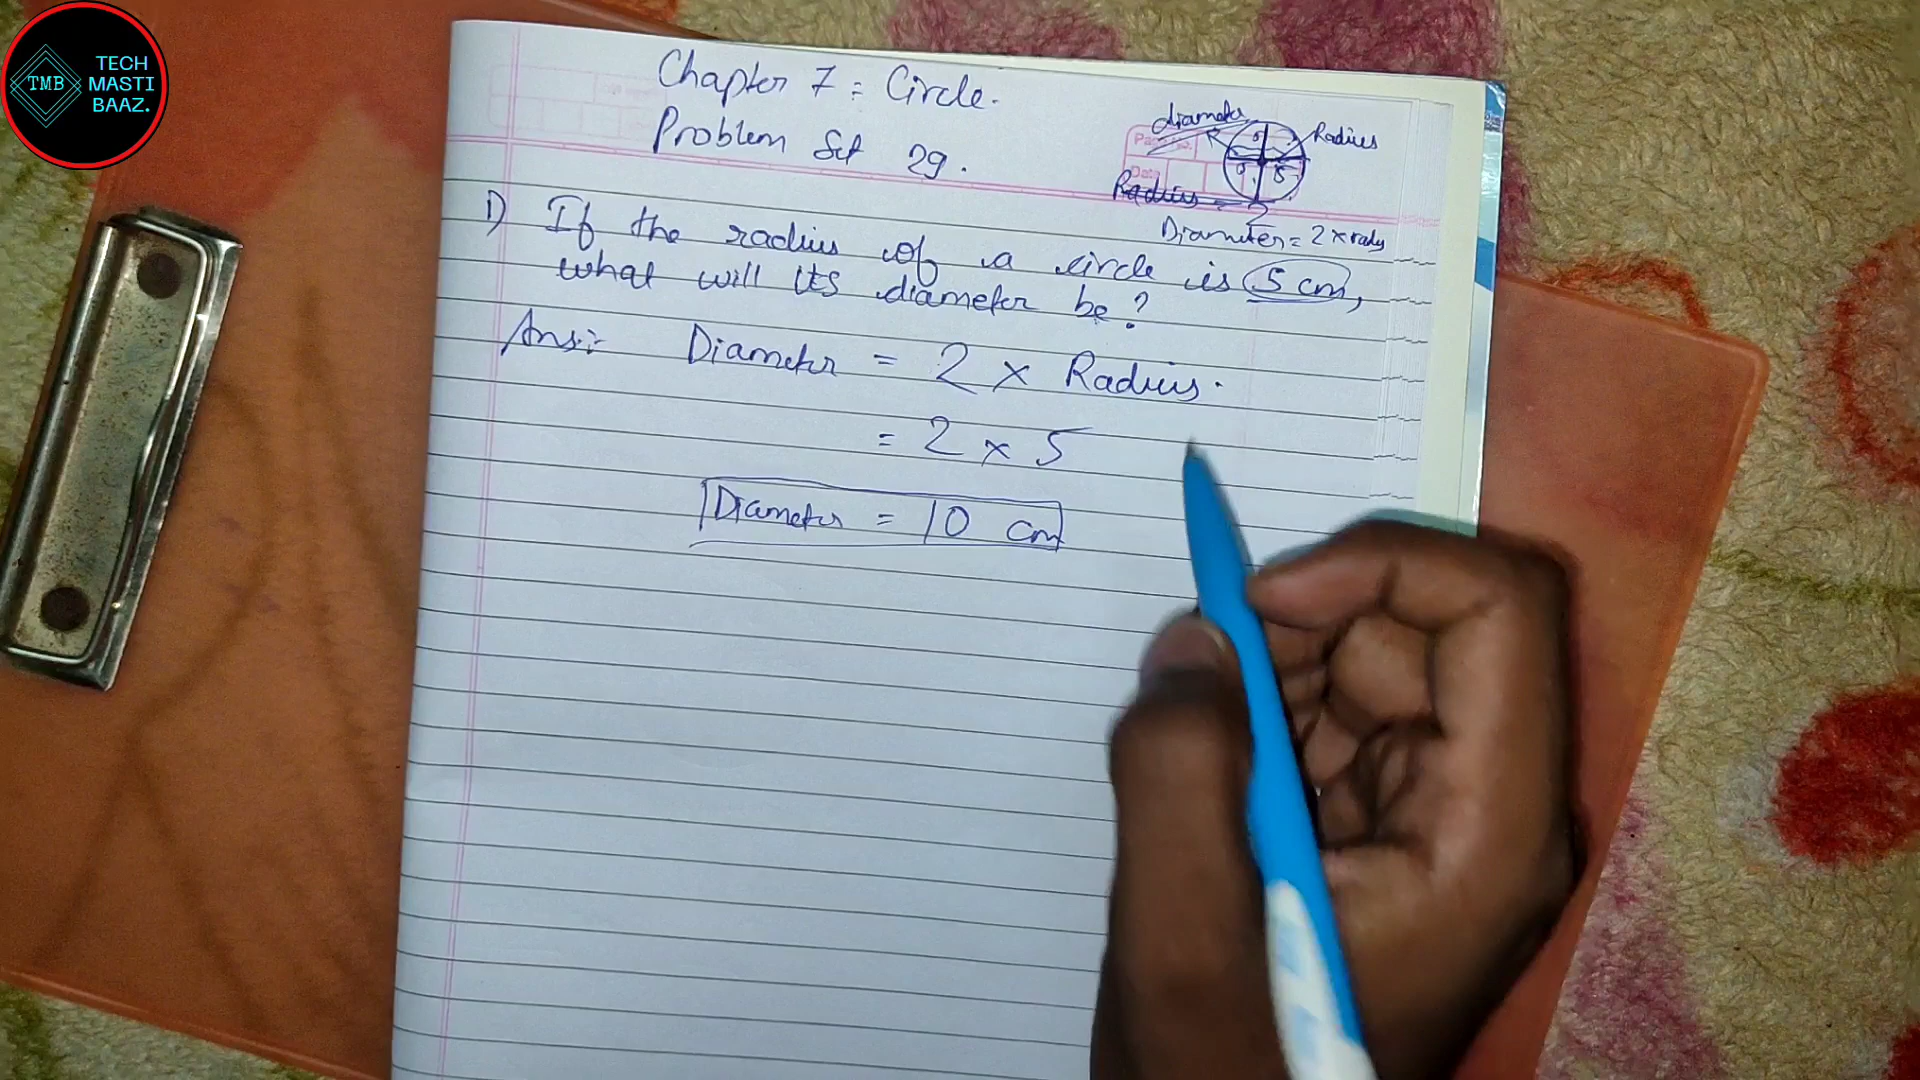 TMB
TECH
MASTI
BAAZ.
Chapter 7 : Circle.
Problem Set 29.
diameter
Radius
5
Radius =
2
Diameter = 2 x
1) If the radius of a circle is 5 cm,
what will its diameter be?
Ans:- Diameter = 2 x Radius.
= 2 x 5
Diameter = 10 cm